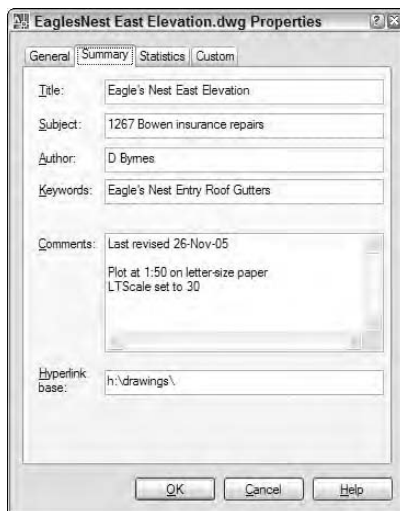 EaglesNest East Elevation.dwg Properties
General Summary Statistics Custom
Title: Eagle's Nest East Elevation
Subject: 1267 Bowen insurance repairs
Author: D Byrnes
Keywords: Eagle's Nest Entry Roof Gutters
Comments: Last revised 26-Nov-05
Plot at 1:50 on letter-size paper
LTScale set to 30
Hyperlink
base: h:\drawings\
OK Cancel Help